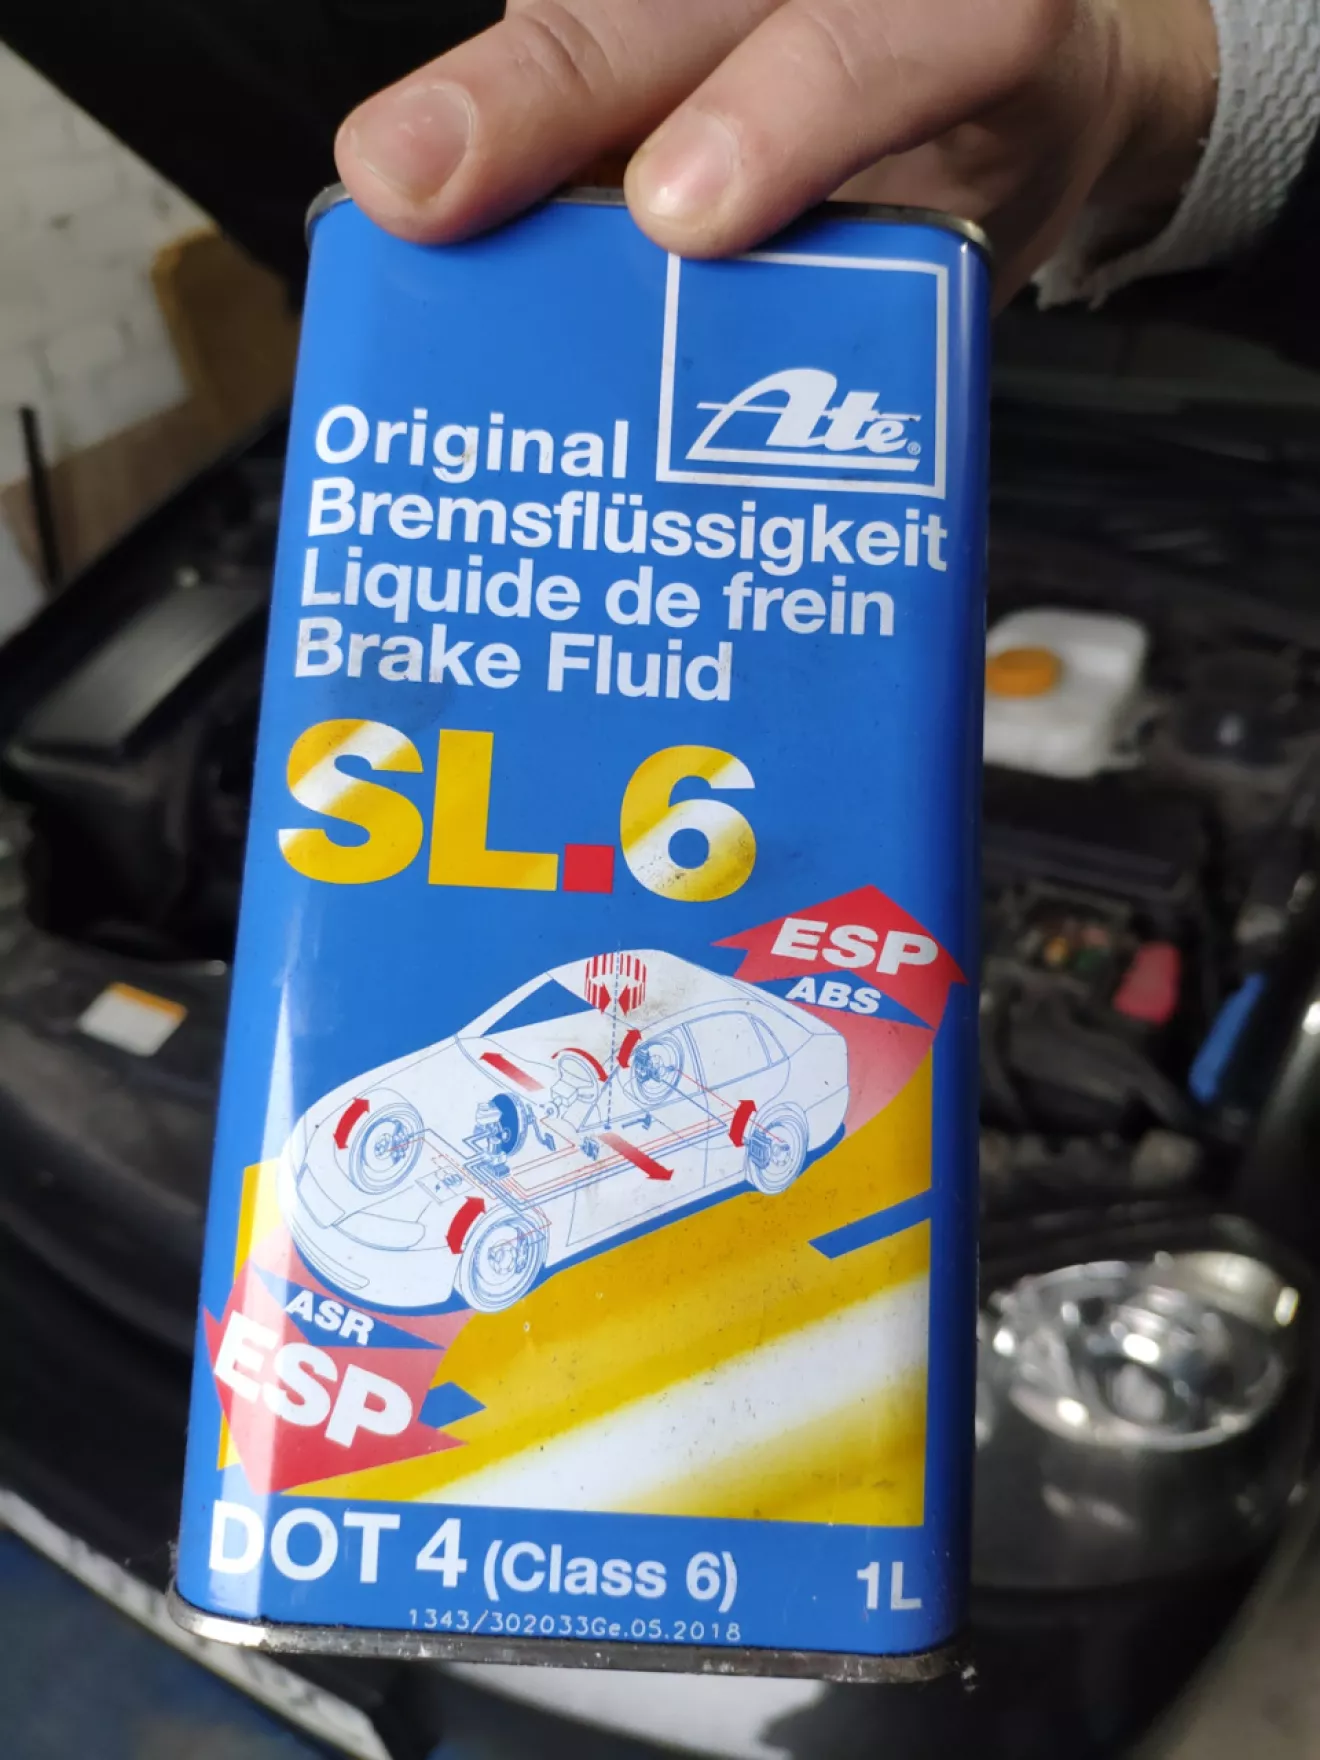 Ate®
Original
Bremsflüssigkeit
Liquide de frein
Brake Fluid
SL.6
ESP
ABS
ASR
ESP
DOT 4 (Class 6)
1L
1343/302033Ge.05.2018